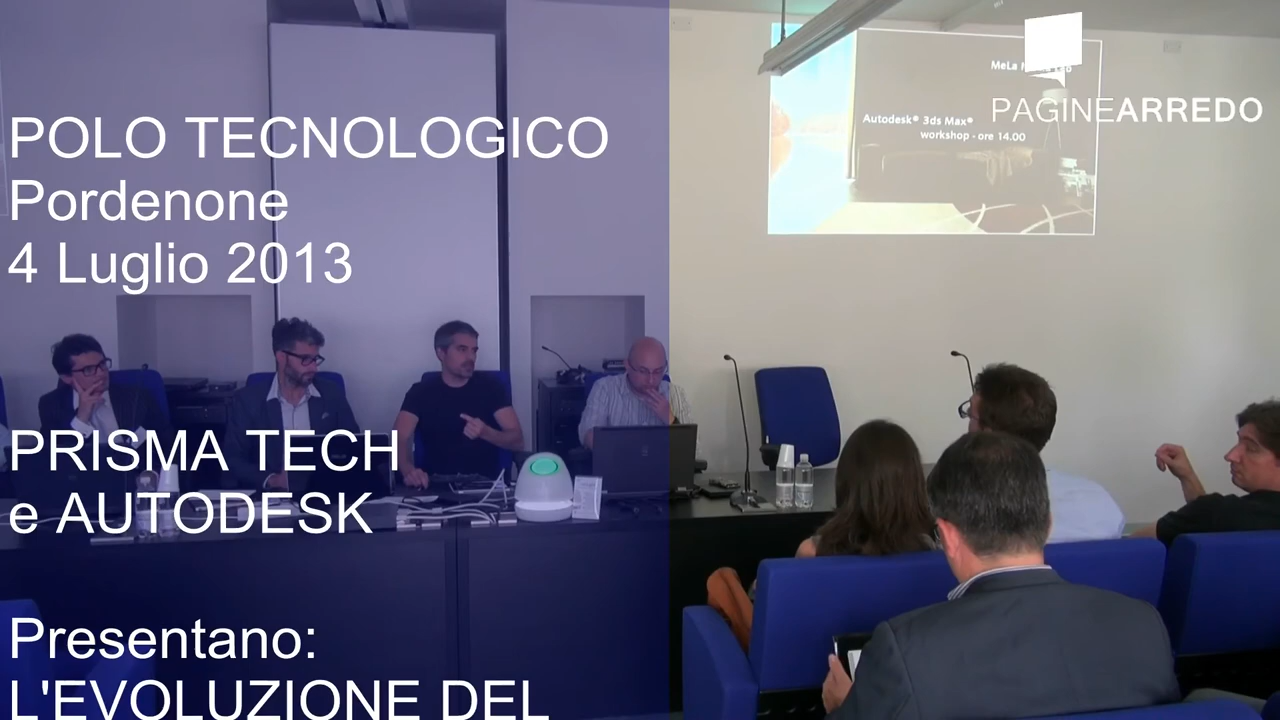 POLO TECNOLOGICO
Pordenone
4 Luglio 2013
PRISMA TECH
e AUTODESK
Presentano:
L'EVOLUZIONE DEL
MeLa
PAGINEARREDO
Autodesk® 3ds Max®
workshop - ore 14.00